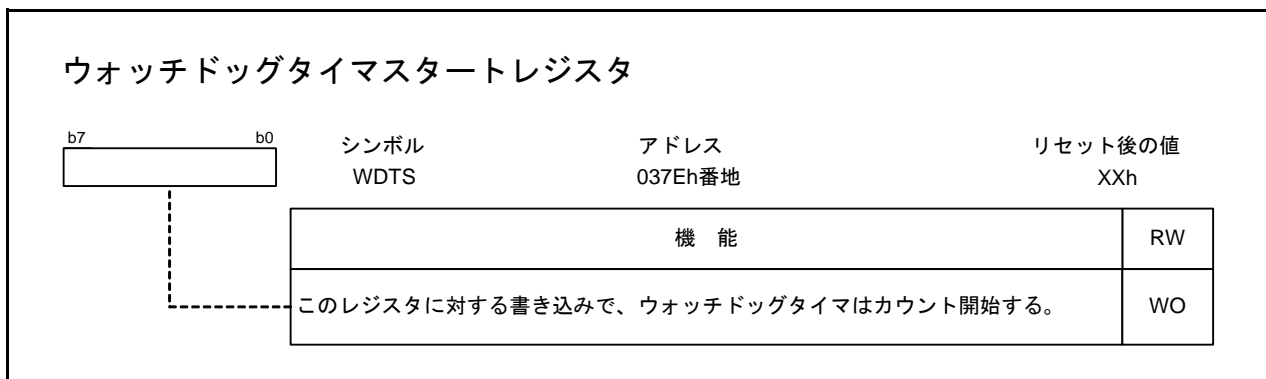 ウォッチドッグタイマスタートレジスタ
b7 b0 シンボル アドレス リセット後の値
WDTS 037Eh番地 XXh
機 能 RW
このレジスタに対する書き込みで、ウォッチドッグタイマはカウント開始する。 WO